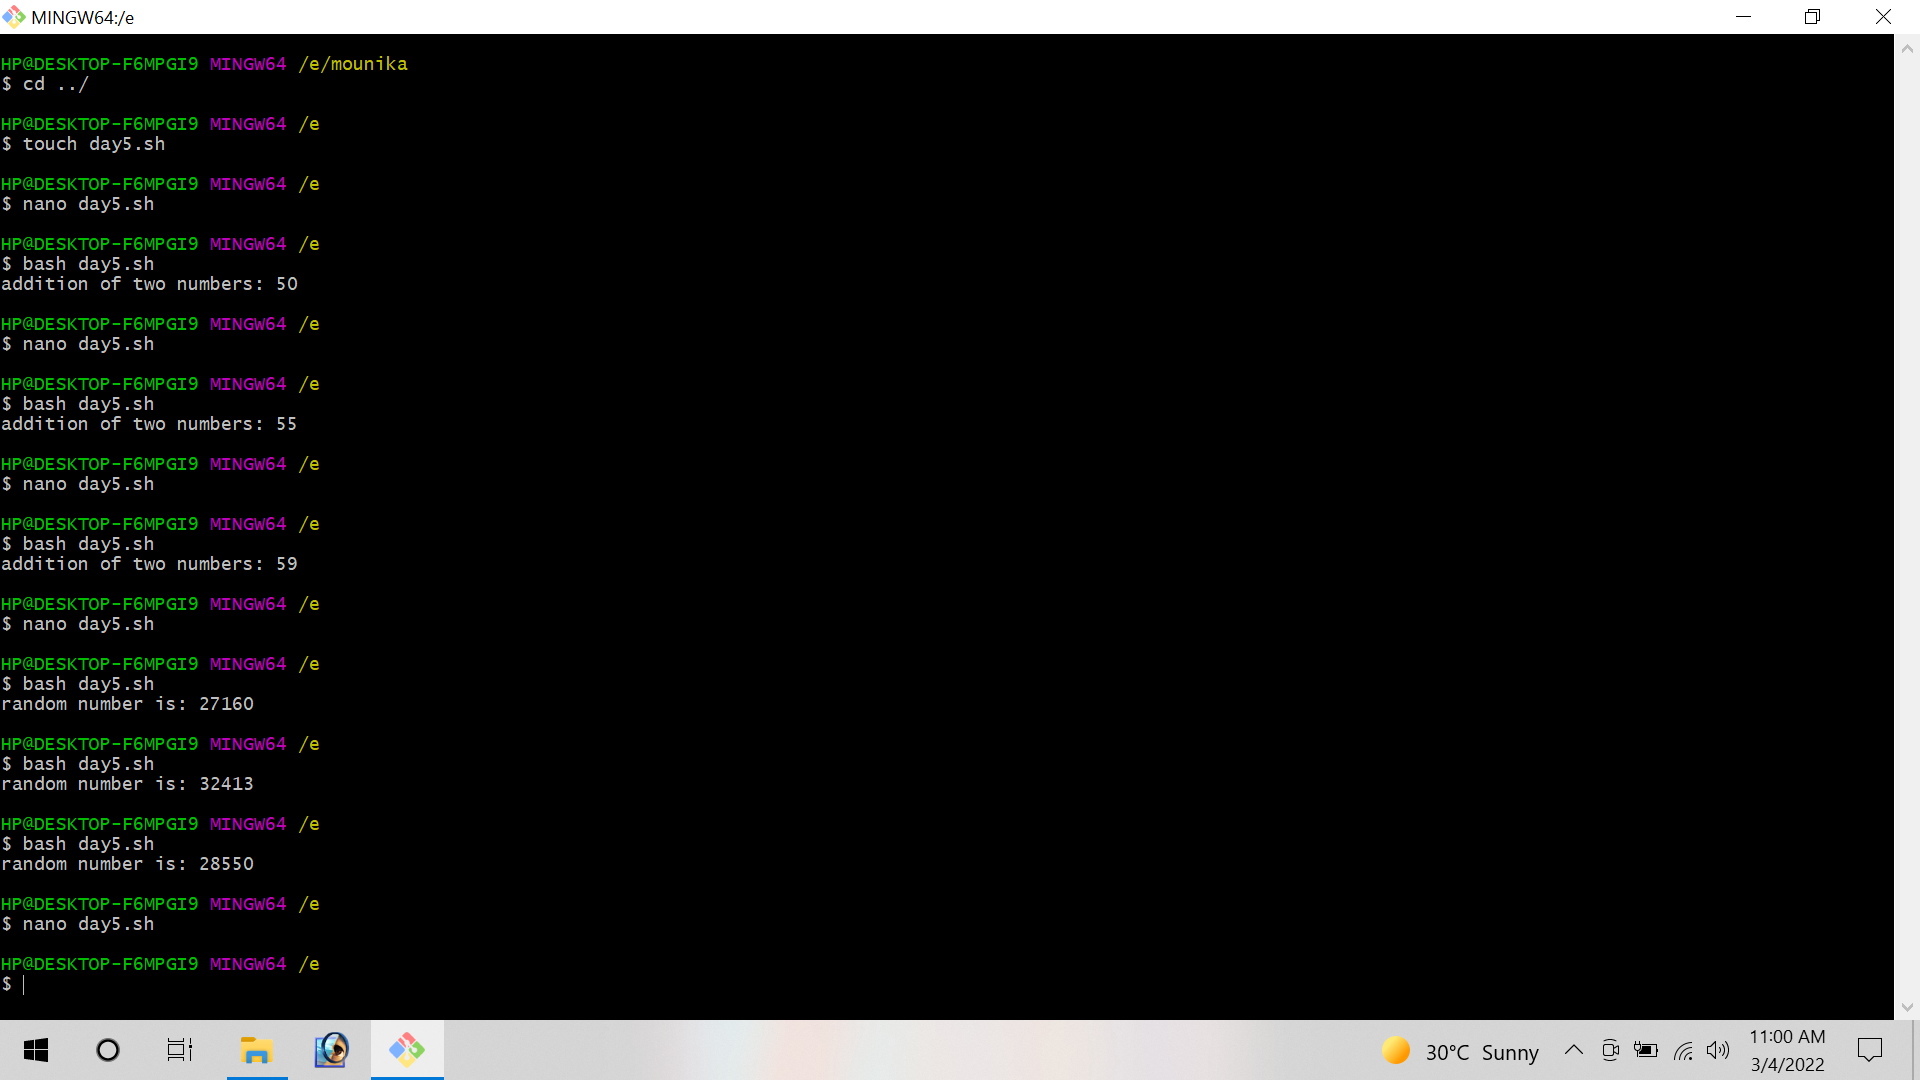 MINGW64:/e
HP@DESKTOP-F6MPGI9 MINGW64 /e/mounika
$ cd ../
HP@DESKTOP-F6MPGI9 MINGW64 /e
$ touch day5.sh
HP@DESKTOP-F6MPGI9 MINGW64 /e
$ nano day5.sh
HP@DESKTOP-F6MPGI9 MINGW64 /e
$ bash day5.sh
addition of two numbers: 50
HP@DESKTOP-F6MPGI9 MINGW64 /e
$ nano day5.sh
HP@DESKTOP-F6MPGI9 MINGW64 /e
$ bash day5.sh
addition of two numbers: 55
HP@DESKTOP-F6MPGI9 MINGW64 /e
$ nano day5.sh
HP@DESKTOP-F6MPGI9 MINGW64 /e
$ bash day5.sh
addition of two numbers: 59
HP@DESKTOP-F6MPGI9 MINGW64 /e
$ nano day5.sh
HP@DESKTOP-F6MPGI9 MINGW64 /e
$ bash day5.sh
random number is: 27160
HP@DESKTOP-F6MPGI9 MINGW64 /e
$ bash day5.sh
random number is: 32413
HP@DESKTOP-F6MPGI9 MINGW64 /e
$ bash day5.sh
random number is: 28550
HP@DESKTOP-F6MPGI9 MINGW64 /e
$ nano day5.sh
HP@DESKTOP-F6MPGI9 MINGW64 /e
$
30°C Sunny
11:00 AM
3/4/2022